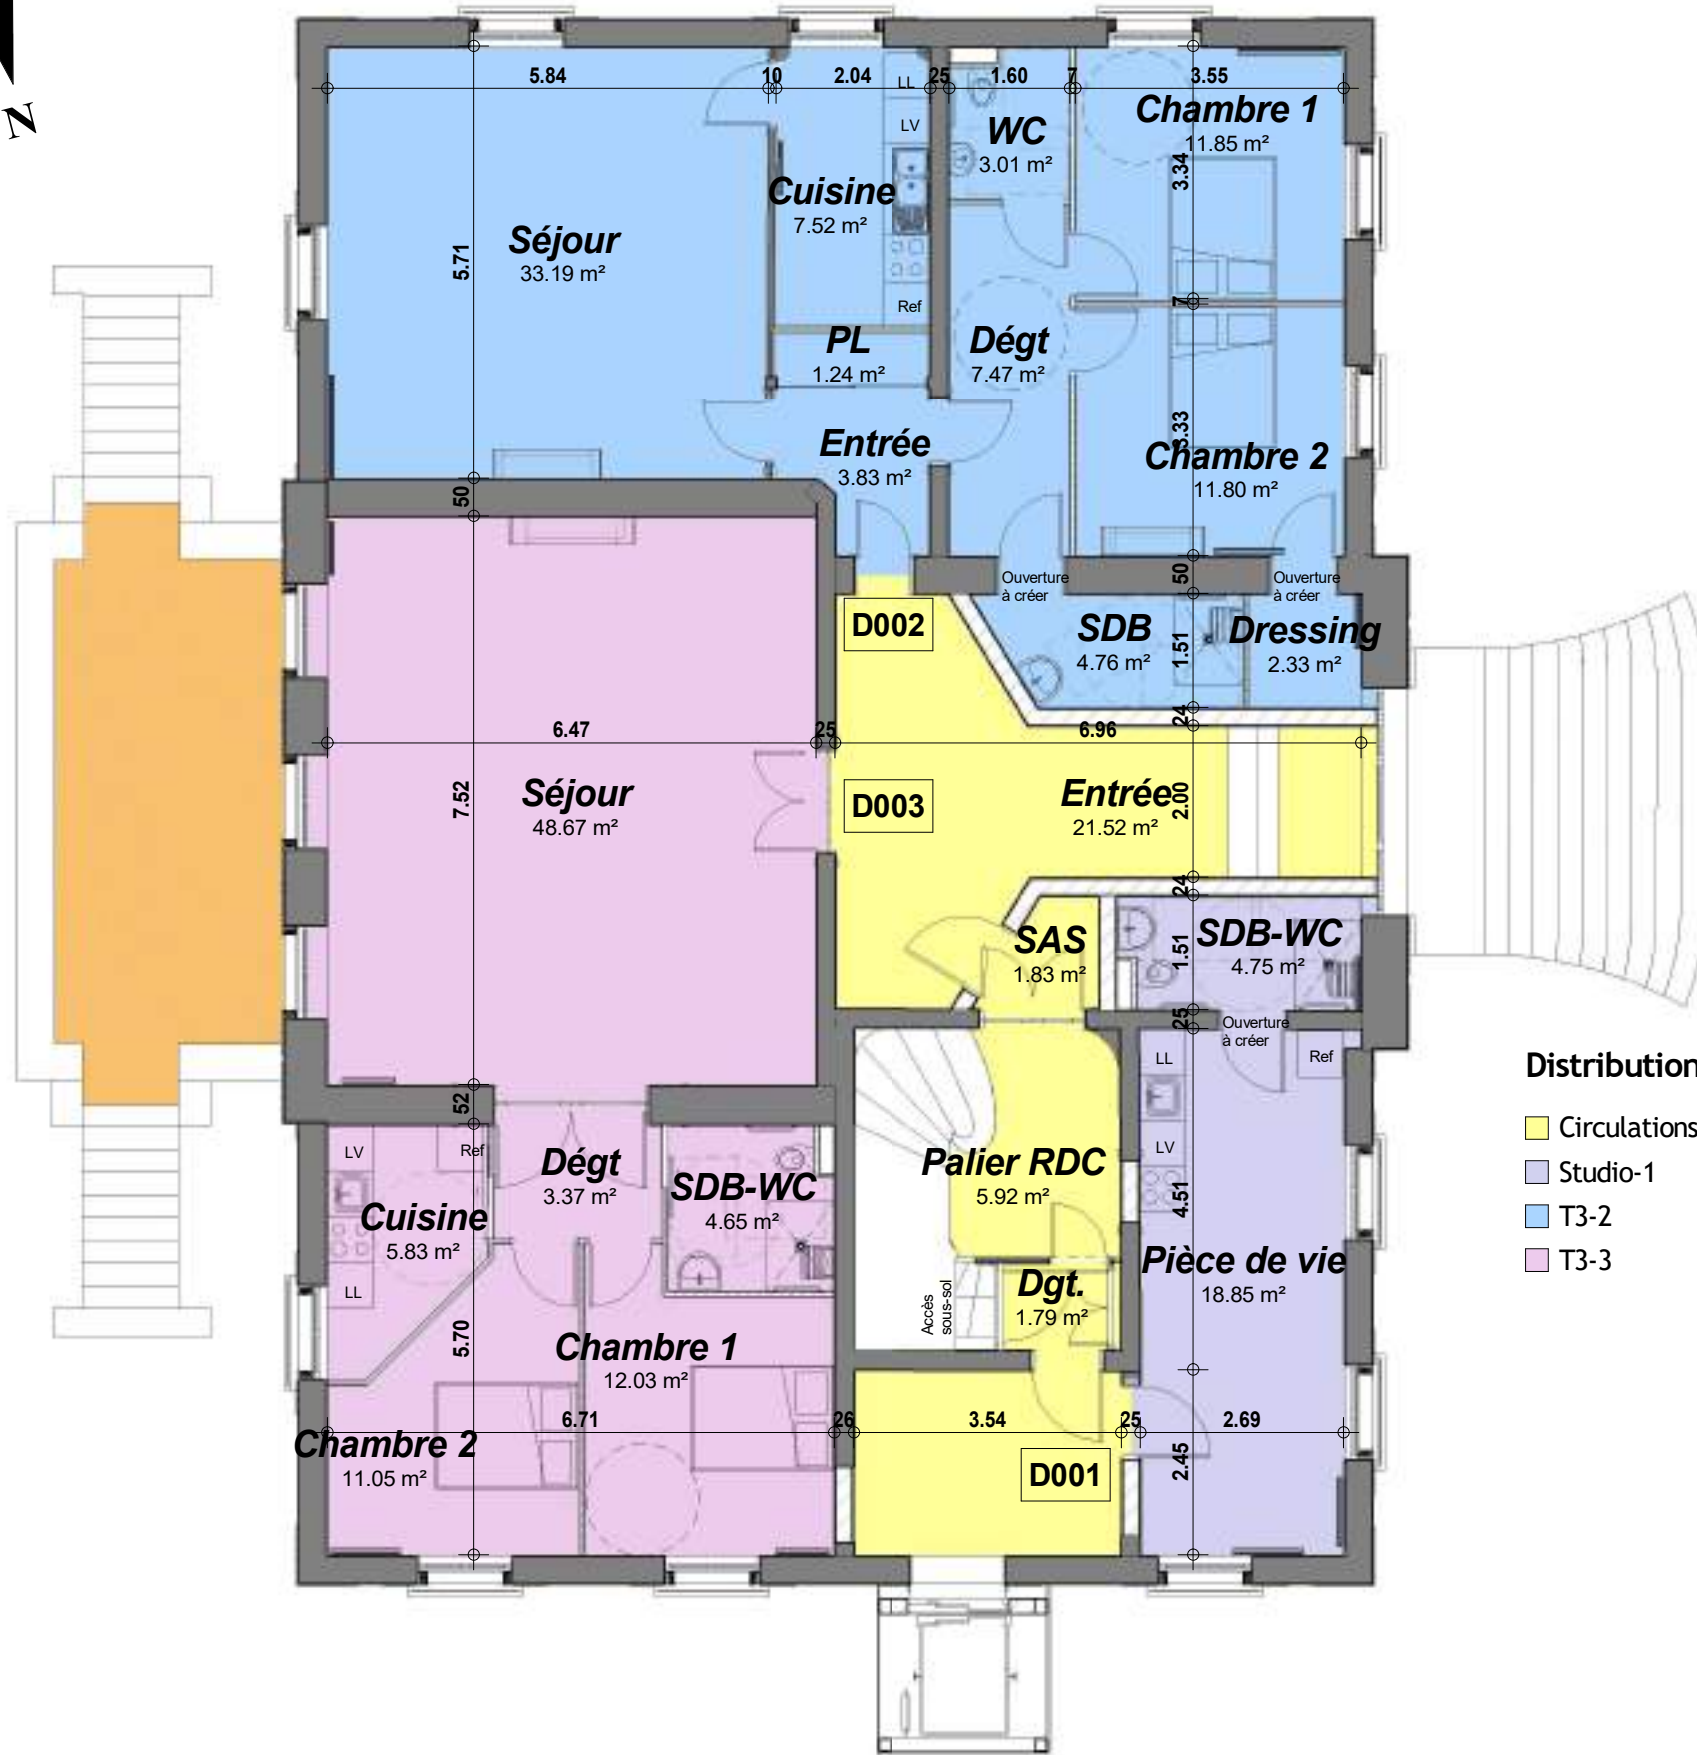 N
5.84
10
2.04
25
1.60
7
3.55
LL
LV
Chambre 1
11.85 m²
WC
3.01 m²
3.34
Cuisine
7.52 m²
Séjour
33.19 m²
5.71
Ref
7
PL
1.24 m²
Dégt
7.47 m²
Entrée
3.83 m²
3.33
Chambre 2
11.80 m²
50
50
Ouverture
à créer
Ouverture
à créer
D002
SDB
4.76 m²
1.51
Dressing
2.33 m²
24
6.47
25
6.96
7.52
Séjour
48.67 m²
D003
Entrée
21.52 m²
2.00
24
SAS
1.83 m²
1.51
SDB-WC
4.75 m²
25
Ouverture
à créer
LL
Ref
Distribution
Circulations
Studio-1
T3-2
T3-3
52
LV
Ref
Dégt
3.37 m²
SDB-WC
4.65 m²
Palier RDC
5.92 m²
LV
4.51
Cuisine
5.83 m²
LL
Pièce de vie
18.85 m²
Accès
sous-sol
Dgt.
1.79 m²
5.70
Chambre 1
12.03 m²
6.71
26
3.54
25
2.69
Chambre 2
11.05 m²
2.45
D001